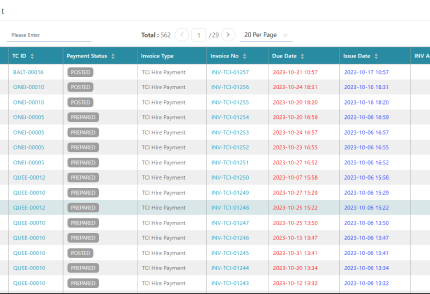 t
Please Enter Total : 562 1 /29 20 Per Page
TC ID Payment Status Invoice Type Invoice No Due Date Issue Date INV A
BALT-00016 POSTED TCI Hire Payment INV-TCI-01257 2023-10-21 10:57 2023-10-17 10:57
ONEI-00010 POSTED TCI Hire Payment INV-TCI-01256 2023-10-24 18:31 2023-10-16 18:31
ONEI-00010 POSTED TCI Hire Payment INV-TCI-01255 2023-10-20 18:20 2023-10-16 18:20
ONEI-00005 PREPARED TCI Hire Payment INV-TCI-01254 2023-10-20 16:59 2023-10-06 16:59
ONEI-00005 PREPARED TCI Hire Payment INV-TCI-01253 2023-10-24 16:57 2023-10-06 16:57
ONEI-00005 PREPARED TCI Hire Payment INV-TCI-01252 2023-10-23 16:55 2023-10-06 16:55
ONEI-00005 PREPARED TCI Hire Payment INV-TCI-01251 2023-10-27 16:52 2023-10-06 16:52
QUEE-00012 PREPARED TCI Hire Payment INV-TCI-01250 2023-10-07 15:58 2023-10-06 15:58
QUEE-00010 PREPARED TCI Hire Payment INV-TCI-01249 2023-10-27 15:29 2023-10-06 15:29
QUEE-00012 PREPARED TCI Hire Payment INV-TCI-01248 2023-10-25 15:22 2023-10-06 15:22
QUEE-00010 PREPARED TCI Hire Payment INV-TCI-01247 2023-10-25 13:50 2023-10-06 13:50
QUEE-00010 PREPARED TCI Hire Payment INV-TCI-01246 2023-10-13 13:47 2023-10-06 13:47
QUEE-00010 POSTED TCI Hire Payment INV-TCI-01245 2023-10-31 13:41 2023-10-06 13:41
QUEE-00010 PREPARED TCI Hire Payment INV-TCI-01244 2023-10-20 13:34 2023-10-06 13:34
QUEE-00010 PREPARED TCI Hire Payment INV-TCI-01243 2023-10-12 13:32 2023-10-06 13:32